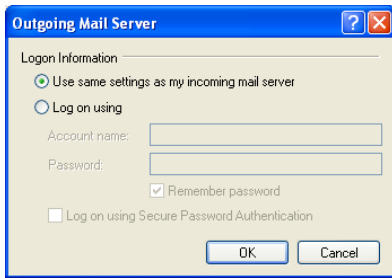 Outgoing Mail Server
Logon Information
Use same settings as my incoming mail server
Log on using
Account name:
Password:
Remember password
Log on using Secure Password Authentication
OK Cancel